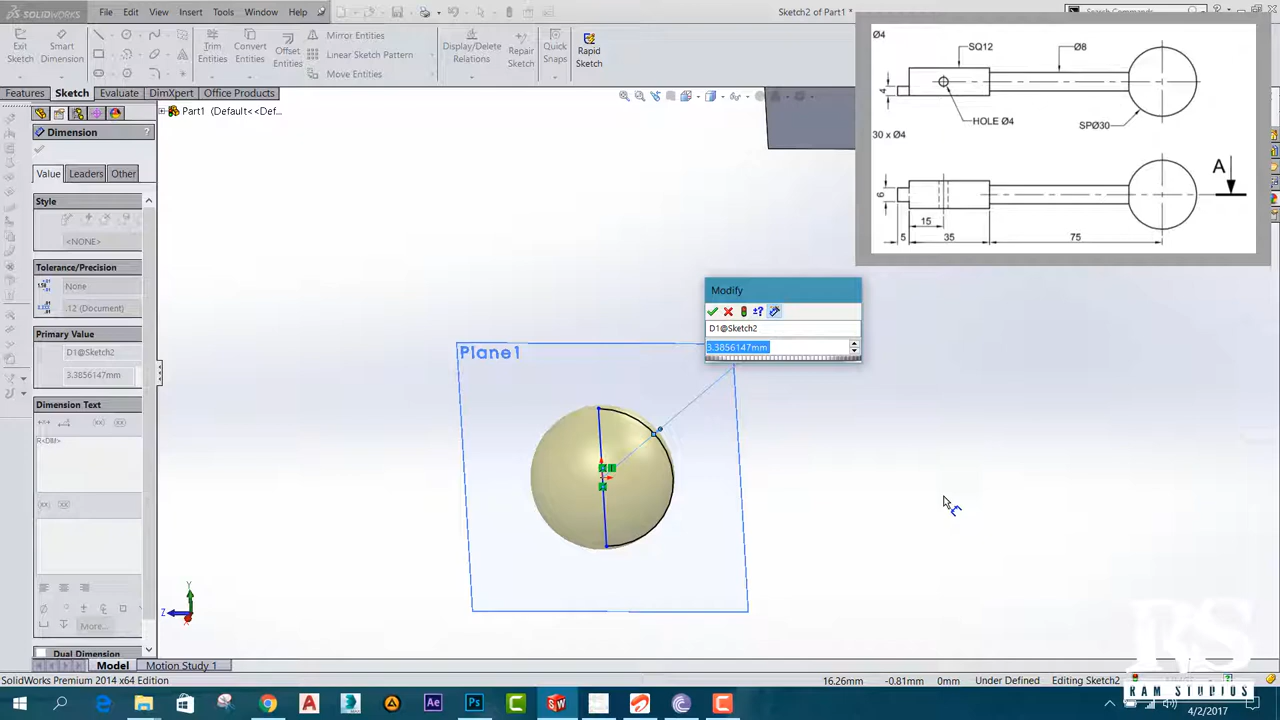 SOLIDWORKS
File Edit View Insert Tools Window Help
Sketch2 of Part1 *
Search Commands
Exit Sketch
Smart Dimension
Trim Entities
Convert Entities
Offset Entities
Mirror Entities
Linear Sketch Pattern
Move Entities
Display/Delete Relations
Repair Sketch
Quick Snaps
Rapid Sketch
Features Sketch Evaluate DimXpert Office Products
Part1 (Default<<Def...
Dimension ?
Value Leaders Other
Style
<NONE>
Tolerance/Precision
None
.12 (Document)
Primary Value
D1@Sketch2
3.3856147mm
Dimension Text
R<DIM>
More...
Dual Dimension
Plane1
Modify
D1@Sketch2
3.3856147mm
Y
Z
Ø4
SQ12
Ø8
4
HOLE Ø4
SPØ30
30 x Ø4
A
6
15
5 35 75
Model Motion Study 1
SolidWorks Premium 2014 x64 Edition
16.26mm -0.81mm 0mm Under Defined Editing Sketch2
RS
RAM STUDIOS
4/2/2017